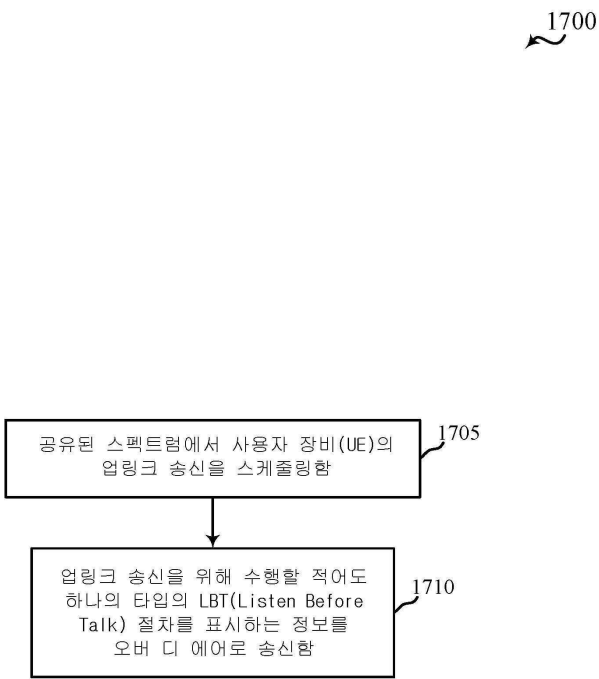 1700
공유된 스펙트럼에서 사용자 장비(UE)의
업링크 송신을 스케줄링함
1705
업링크 송신을 위해 수행할 적어도
하나의 타입의 LBT(Listen Before
Talk) 절차를 표시하는 정보를
오버 디 에어로 송신함
1710